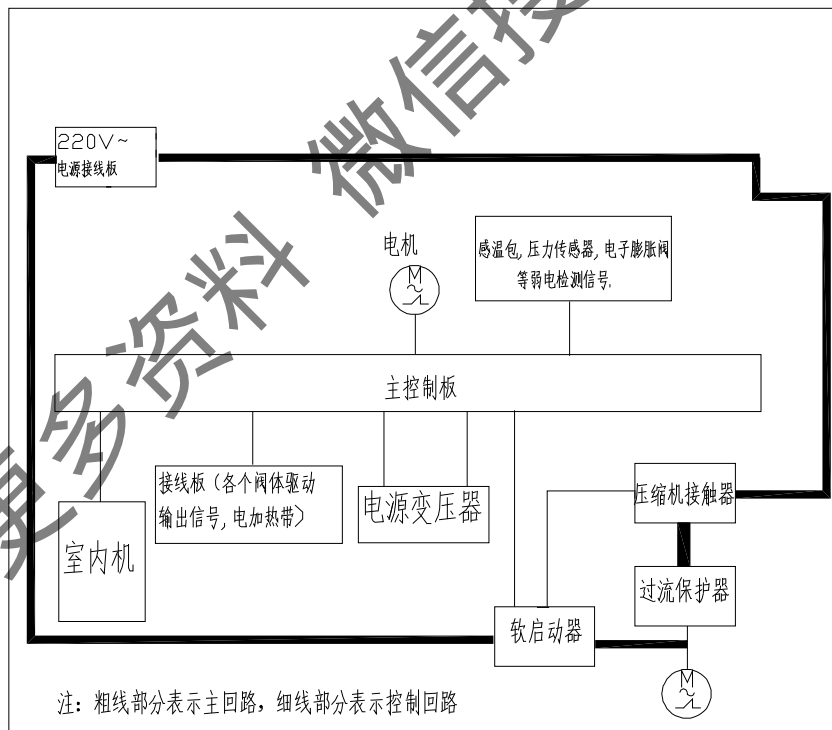 220V~
电源接线板
电机
M
感温包,压力传感器,电子膨胀阀
等弱电检测信号.
主控制板
接线板（各个阀体驱动
输出信号,电加热带）
电源变压器
压缩机接触器
室内机
过流保护器
软启动器
M
注：粗线部分表示主回路，细线部分表示控制回路
更多资料 微信搜